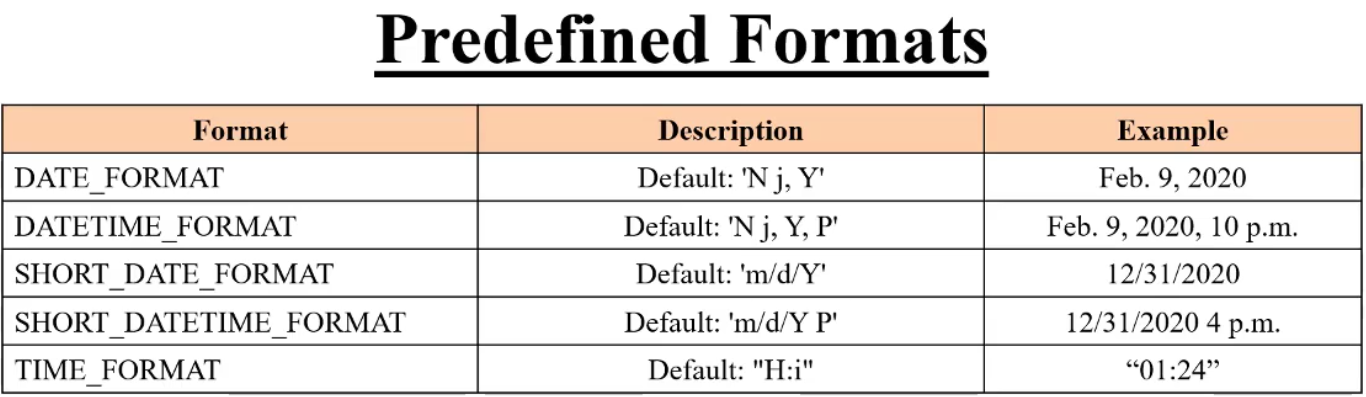 Predefined Formats
Format Description Example
DATE_FORMAT Default: 'N j, Y' Feb. 9, 2020
DATETIME_FORMAT Default: 'N j, Y, P' Feb. 9, 2020, 10 p.m.
SHORT_DATE_FORMAT Default: 'm/d/Y' 12/31/2020
SHORT_DATETIME_FORMAT Default: 'm/d/Y P' 12/31/2020 4 p.m.
TIME_FORMAT Default: "H:i" “01:24”